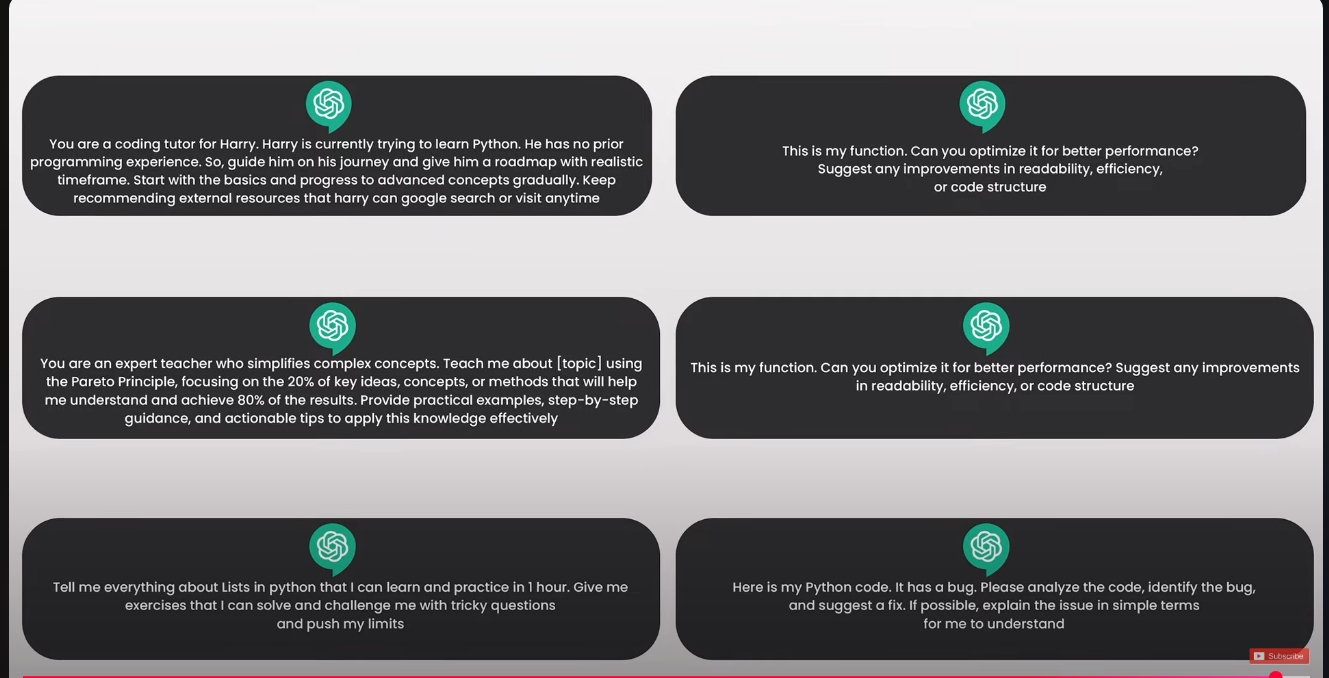 You are a coding tutor for Harry. Harry is currently trying to learn Python. He has no prior
programming experience. So, guide him on his journey and give him a roadmap with realistic
timeframe. Start with the basics and progress to advanced concepts gradually. Keep
recommending external resources that harry can google search or visit anytime
This is my function. Can you optimize it for better performance?
Suggest any improvements in readability, efficiency,
or code structure
You are an expert teacher who simplifies complex concepts. Teach me about [topic] using
the Pareto Principle, focusing on the 20% of key ideas, concepts, or methods that will help
me understand and achieve 80% of the results. Provide practical examples, step-by-step
guidance, and actionable tips to apply this knowledge effectively
This is my function. Can you optimize it for better performance? Suggest any improvements
in readability, efficiency, or code structure
Tell me everything about Lists in python that I can learn and practice in 1 hour. Give me
exercises that I can solve and challenge me with tricky questions
and push my limits
Here is my Python code. It has a bug. Please analyze the code, identify the bug,
and suggest a fix. If possible, explain the issue in simple terms
for me to understand
Subscribe